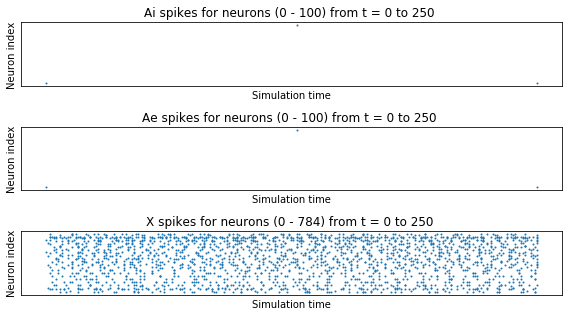 Ai spikes for neurons (0 - 100) from t = 0 to 250
Neuron index
Simulation time
Ae spikes for neurons (0 - 100) from t = 0 to 250
Neuron index
Simulation time
X spikes for neurons (0 - 784) from t = 0 to 250
Neuron index
Simulation time